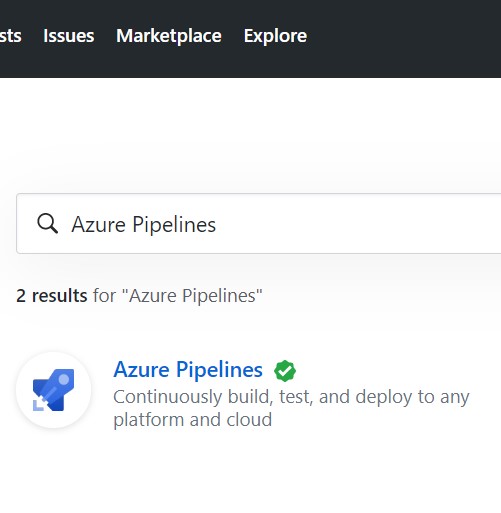 sts Issues Marketplace Explore
Azure Pipelines
2 results for "Azure Pipelines"
Azure Pipelines
Continuously build, test, and deploy to any
platform and cloud